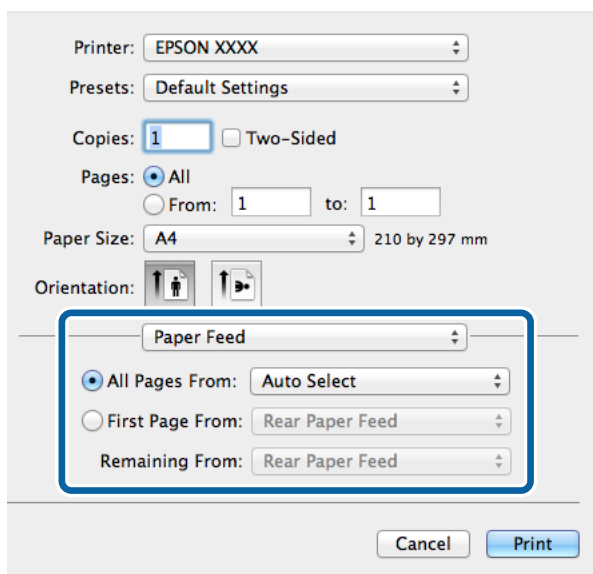 Printer: EPSON XXXX
Presets: Default Settings
Copies: 1 Two-Sided
Pages: All
From: 1 to: 1
Paper Size: A4 210 by 297 mm
Orientation:
Paper Feed
All Pages From: Auto Select
First Page From: Rear Paper Feed
Remaining From: Rear Paper Feed
Cancel Print